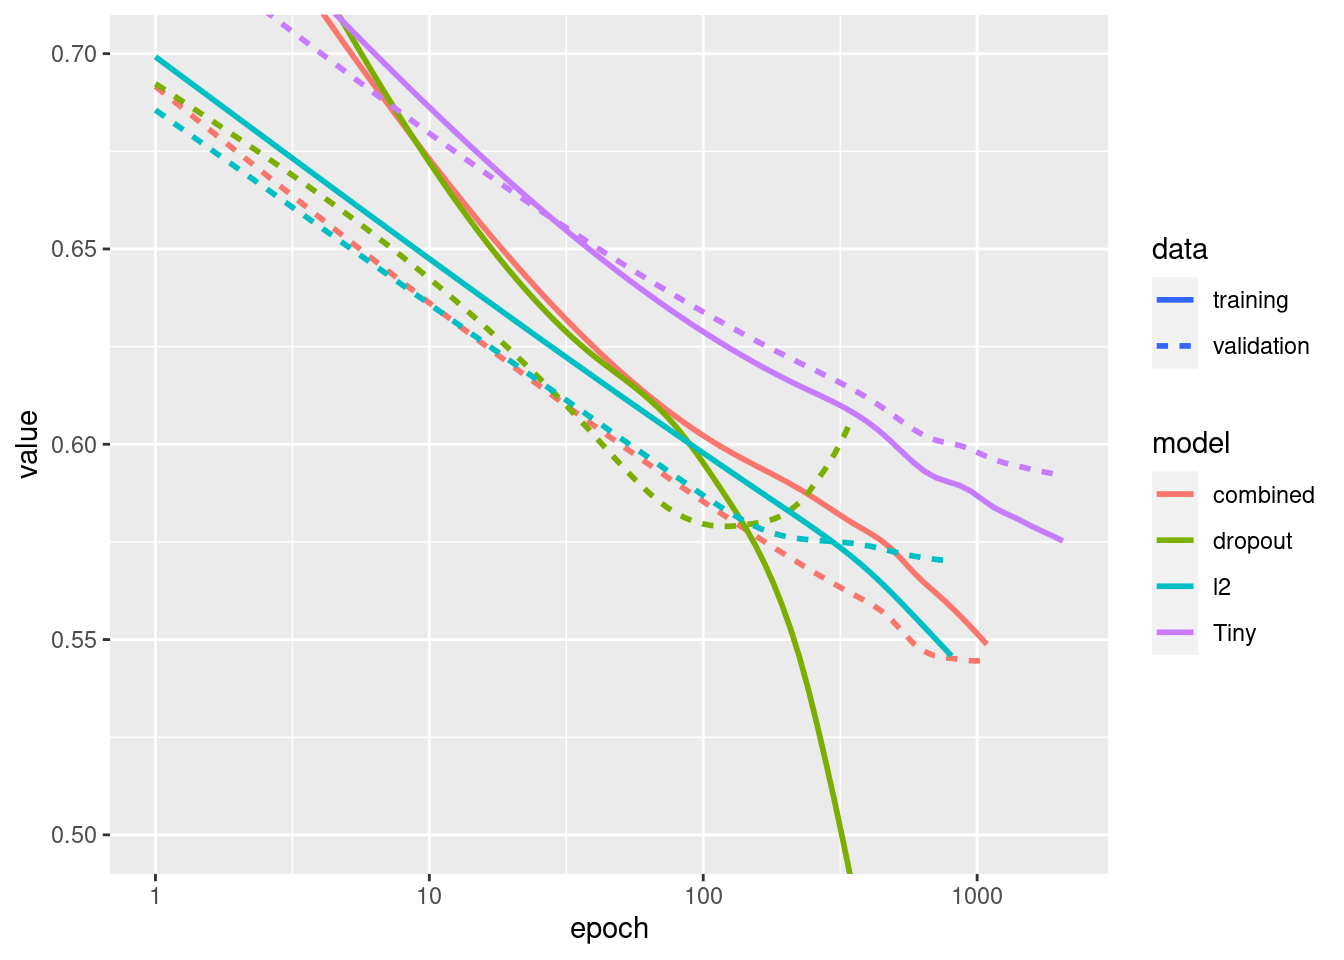 0.70
0.65
0.60
0.55
0.50
value
1
10
100
1000
epoch
data
training
validation
model
combined
dropout
l2
Tiny